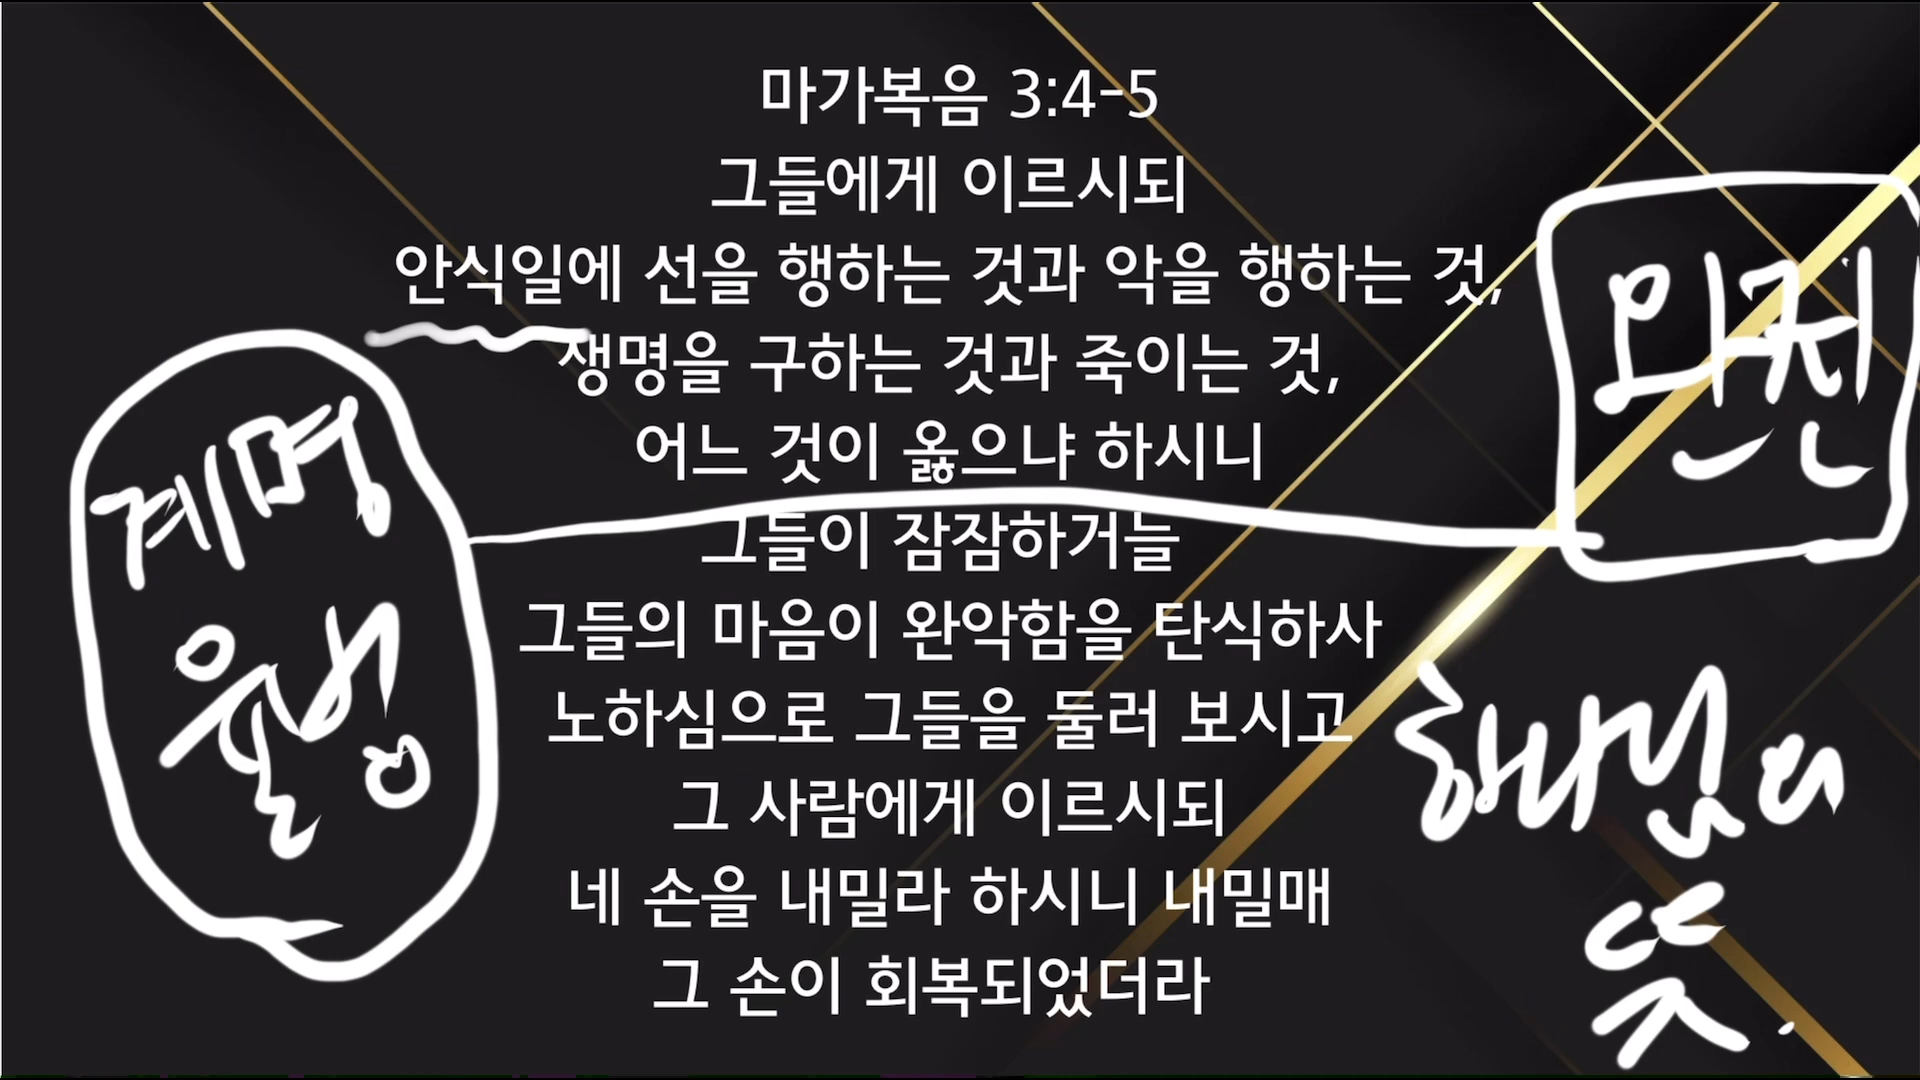 마가복음 3:4-5
그들에게 이르시되
안식일에 선을 행하는 것과 악을 행하는 것,
생명을 구하는 것과 죽이는 것,
어느 것이 옳으냐 하시니
그들이 잠잠하거늘
그들의 마음이 완악함을 탄식하사
노하심으로 그들을 둘러 보시고
그 사람에게 이르시되
네 손을 내밀라 하시니 내밀매
그 손이 회복되었더라
계명
율법
완전
하나님의
뜻.